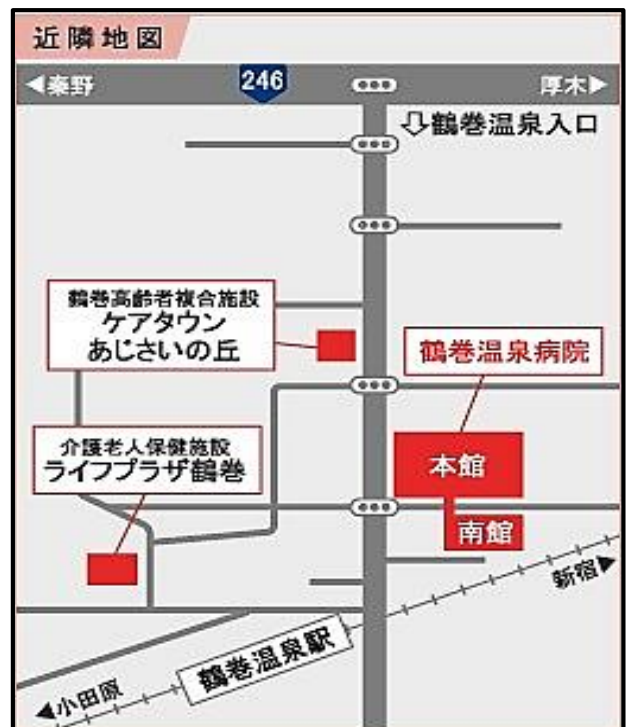 近隣地図
◀秦野
246
厚木▶
⇩鶴巻温泉入口
鶴巻高齢者複合施設
ケアタウン
あじさいの丘
鶴巻温泉病院
介護老人保健施設
ライフプラザ鶴巻
本館
南館
新宿▶
鶴巻温泉駅
◀小田原